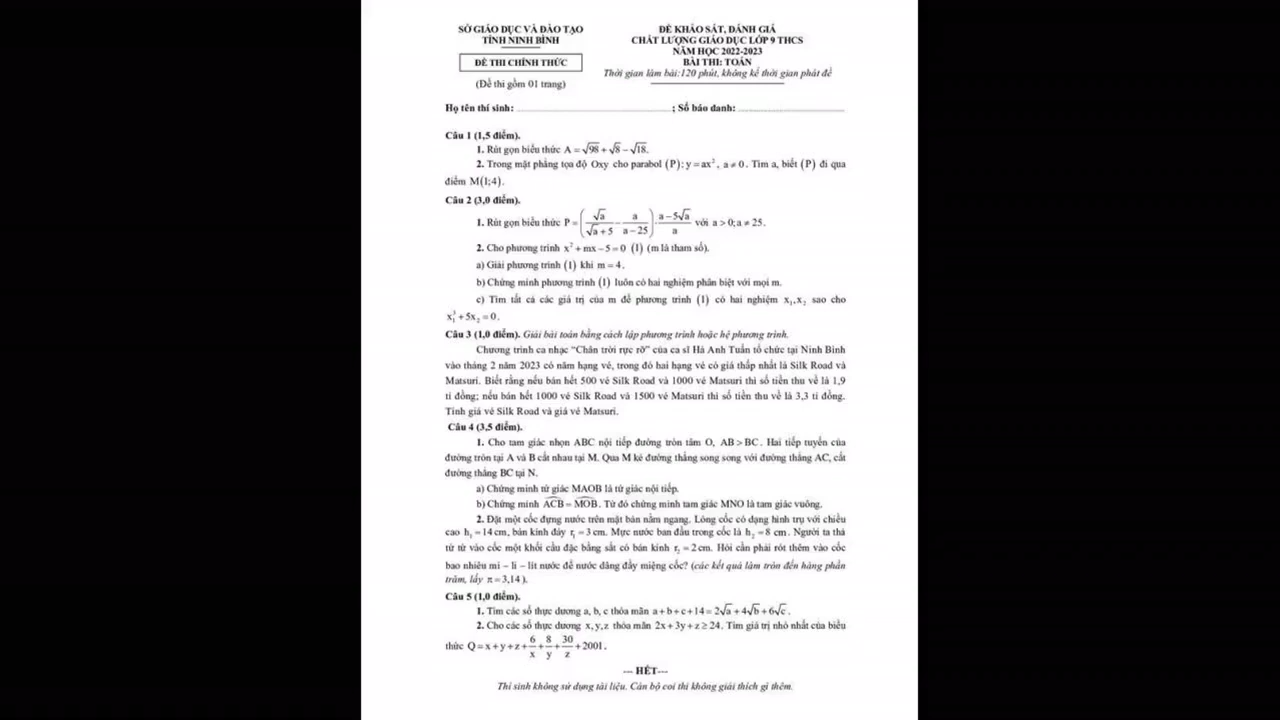 SỞ GIÁO DỤC VÀ ĐÀO TẠO
TỈNH NINH BÌNH
ĐỀ THI CHÍNH THỨC
(Đề thi gồm 01 trang)
ĐỀ KHẢO SÁT, ĐÁNH GIÁ
CHẤT LƯỢNG GIÁO DỤC LỚP 9 THCS
NĂM HỌC 2022-2023
BÀI THI: TOÁN
Thời gian làm bài:120 phút, không kể thời gian phát đề
Họ tên thí sinh: ; Số báo danh:
Câu 1 (1,5 điểm).
1. Rút gọn biểu thức A = √98 + √8 − √18.
2. Trong mặt phẳng tọa độ Oxy cho parabol (P): y = ax², a ≠ 0. Tìm a, biết (P) đi qua
điểm M(1;4).
Câu 2 (3,0 điểm).
1. Rút gọn biểu thức P = (√a/(√a+5) − a/(a−25)) · (a−5√a)/a với a > 0; a ≠ 25.
2. Cho phương trình x² + mx − 5 = 0 (1) (m là tham số).
a) Giải phương trình (1) khi m = 4.
b) Chứng minh phương trình (1) luôn có hai nghiệm phân biệt với mọi m.
c) Tìm tất cả các giá trị của m để phương trình (1) có hai nghiệm x₁, x₂ sao cho
x₁³ + 5x₂ = 0.
Câu 3 (1,0 điểm). Giải bài toán bằng cách lập phương trình hoặc hệ phương trình.
Chương trình ca nhạc “Chân trời rực rỡ” của ca sĩ Hà Anh Tuấn tổ chức tại Ninh Bình
vào tháng 2 năm 2023 có năm hạng vé, trong đó hai hạng vé có giá thấp nhất là Silk Road và
Matsuri. Biết rằng nếu bán hết 500 vé Silk Road và 1000 vé Matsuri thì số tiền thu về là 1,9
tỉ đồng; nếu bán hết 1000 vé Silk Road và 1500 vé Matsuri thì số tiền thu về là 3,3 tỉ đồng.
Tính giá vé Silk Road và giá vé Matsuri.
Câu 4 (3,5 điểm).
1. Cho tam giác nhọn ABC nội tiếp đường tròn tâm O, AB > BC. Hai tiếp tuyến của
đường tròn tại A và B cắt nhau tại M. Qua M kẻ đường thẳng song song với đường thẳng AC, cắt
đường thẳng BC tại N.
a) Chứng minh tứ giác MAOB là tứ giác nội tiếp.
b) Chứng minh ACB = MOB. Từ đó chứng minh tam giác MNO là tam giác vuông.
2. Đặt một cốc đựng nước trên mặt bàn nằm ngang. Lòng cốc có dạng hình trụ với chiều
cao h₁ = 14 cm, bán kính đáy r₁ = 3 cm. Mực nước ban đầu trong cốc là h₂ = 8 cm. Người ta thả
từ từ vào cốc một khối cầu đặc bằng sắt có bán kính r₂ = 2 cm. Hỏi cần phải rót thêm vào cốc
bao nhiêu mi – li – lít nước để nước dâng đầy miệng cốc? (các kết quả làm tròn đến hàng phần
trăm, lấy π = 3,14).
Câu 5 (1,0 điểm).
1. Tìm các số thực dương a, b, c thỏa mãn a + b + c + 14 = 2√a + 4√b + 6√c.
2. Cho các số thực dương x, y, z thỏa mãn 2x + 3y + z ≥ 24. Tìm giá trị nhỏ nhất của biểu
thức Q = x + y + z + 6/x + 8/y + 30/z + 2001.
--- HẾT---
Thí sinh không sử dụng tài liệu. Cán bộ coi thi không giải thích gì thêm.